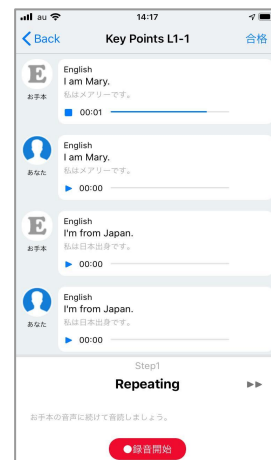 au 14:17
Back Key Points L1-1 合格
E English
I am Mary.
お手本 私はメアリーです。
00:01
English
I am Mary.
あなた 私はメアリーです。
00:00
E English
I'm from Japan.
お手本 私は日本出身です。
00:00
English
I'm from Japan.
あなた 私は日本出身です。
00:00
Step1
Repeating
お手本の音声に続けて音読しましょう。
録音開始